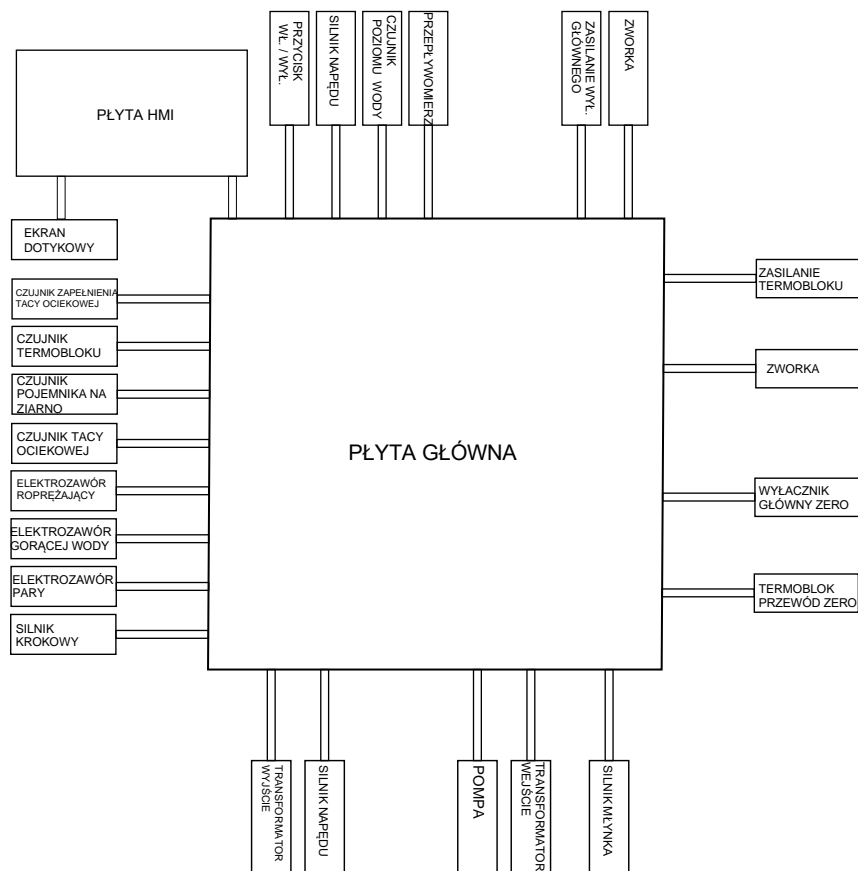 PRZYCISK
WŁ. / WYŁ.
SILNIK NAPĘDU
CZUJNIK
POZIOMU WODY
PRZEPŁYWOMIERZ
ZASILANIE WYŁ.
GŁÓWNEGO
ZWORKA
PŁYTA HMI
EKRAN
DOTYKOWY
CZUJNIK ZAPEŁNIENIA
TACY OCIEKOWEJ
CZUJNIK
TERMOBLOKU
CZUJNIK
POJEMNIKA NA
ZIARNO
CZUJNIK TACY
OCIEKOWEJ
ELEKTROZAWÓR
ROPRĘŻAJĄCY
ELEKTROZAWÓR
GORĄCEJ WODY
ELEKTROZAWÓR
PARY
SILNIK
KROKOWY
PŁYTA GŁÓWNA
ZASILANIE
TERMOBLOKU
ZWORKA
WYŁACZNIK
GŁÓWNY ZERO
TERMOBLOK
PRZEWÓD ZERO
TRANSFORMATOR
WYJŚCIE
SILNIK NAPĘDU
POMPA
TRANSFORMATOR
WEJŚCIE
SILNIK MŁYNKA